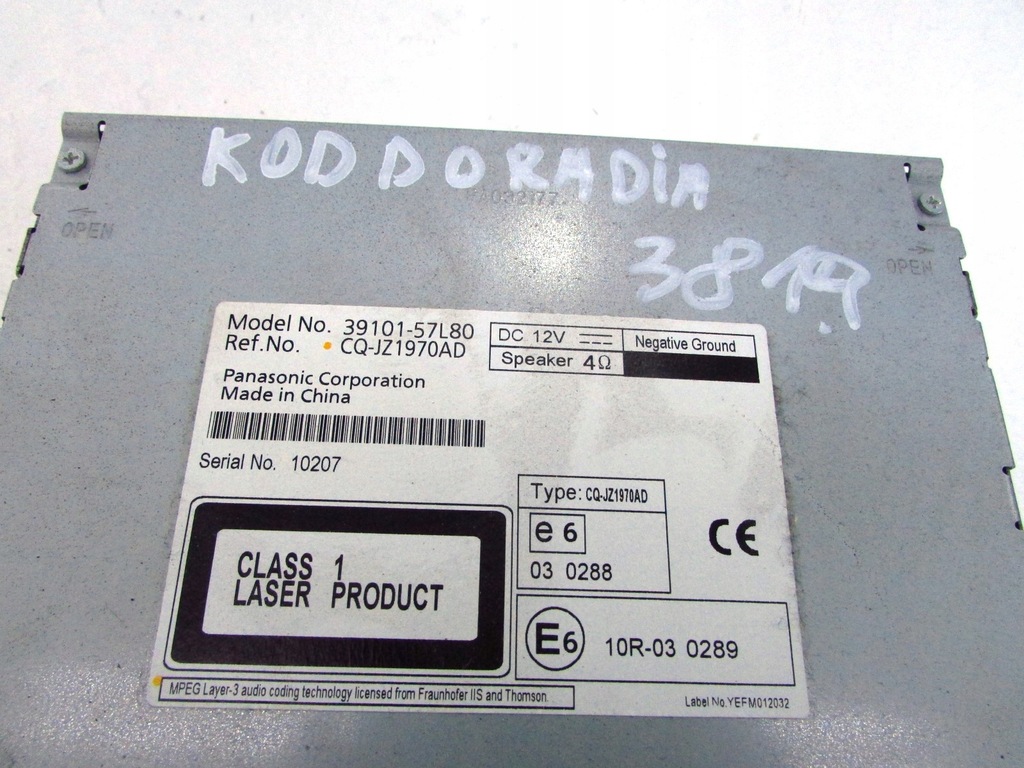 KOD DO RADiA
OPEN
3819
OPEN
Model No. 39101-57L80
Ref.No. CQ-JZ1970AD
DC 12V
Negative Ground
Speaker 4Ω
Panasonic Corporation
Made in China
Serial No. 10207
Type: CQ-JZ1970AD
e 6
03 0288
CE
CLASS 1
LASER PRODUCT
E6
10R-03 0289
MPEG Layer-3 audio coding technology licensed from Fraunhofer IIS and Thomson.
Label No.YEFM012032